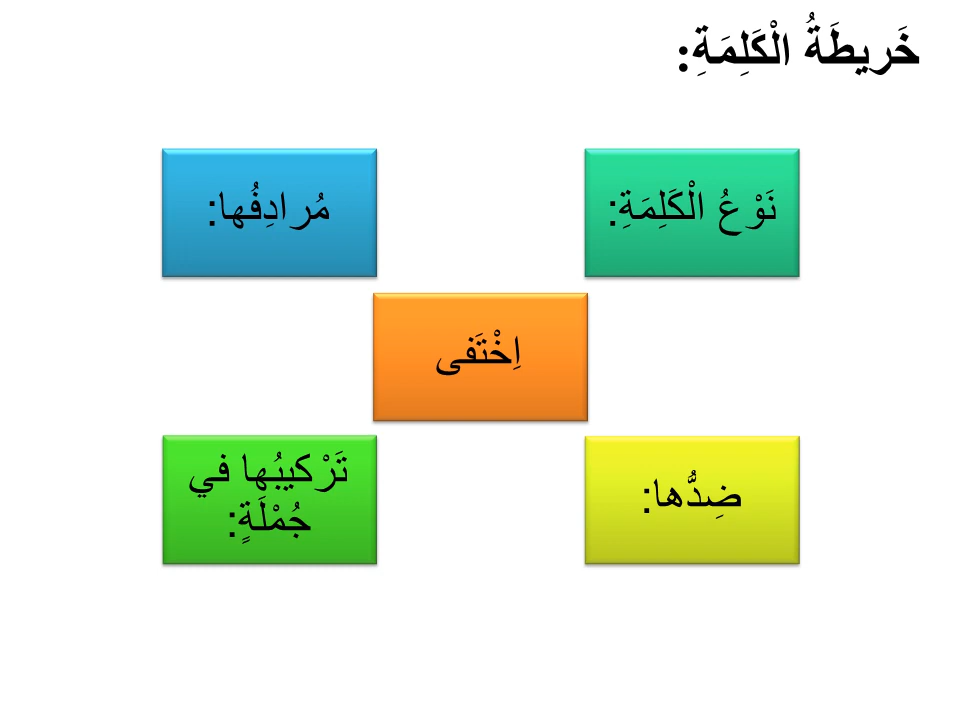 خَريطَةُ الْكَلِمَةِ:
نَوْعُ الْكَلِمَةِ:
مُرادِفُها:
اِخْتَفى
ضِدُّها:
تَرْكيبُها في
جُمْلَةٍ: